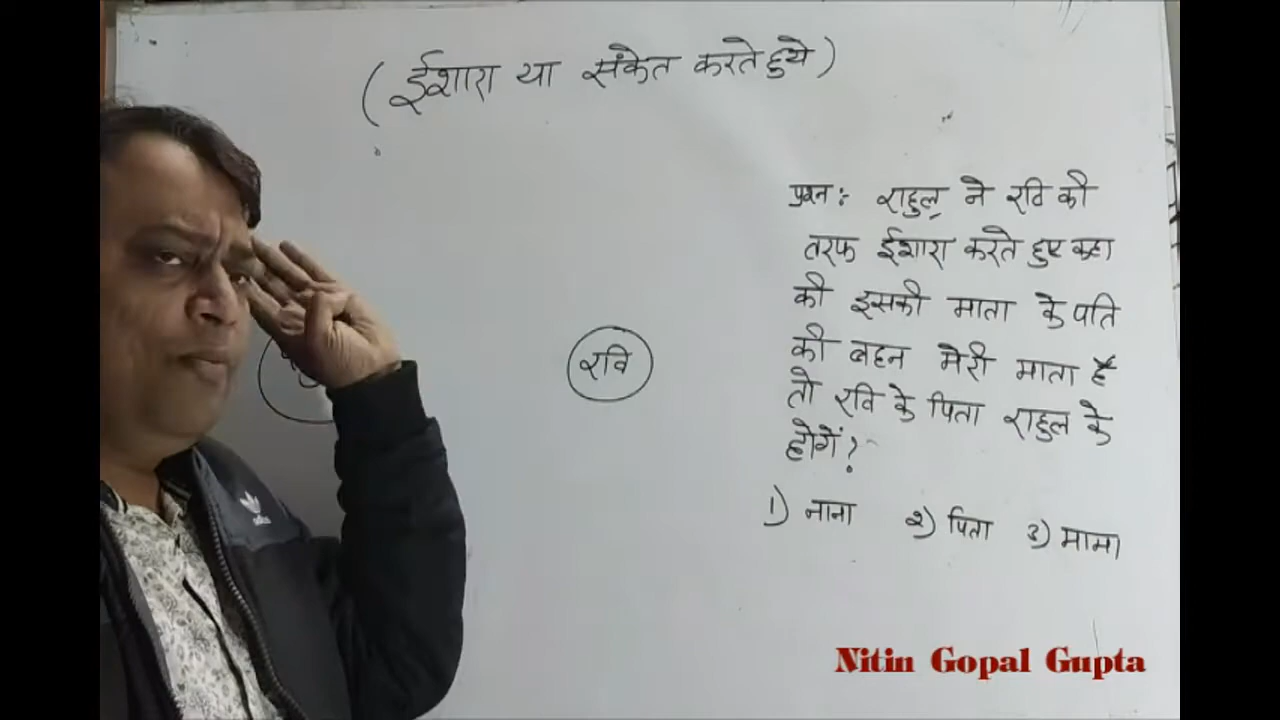 (ईशारा या संकेत करते हुये)
प्रश्न: राहुल ने रवि की
तरफ ईशारा करते हुए कहा
की इसकी माता के पति
की बहन मेरी माता है
तो रवि के पिता राहुल के
होगें?
1) नाना 2) पिता 3) मामा
रवि
adidas
Nitin Gopal Gupta